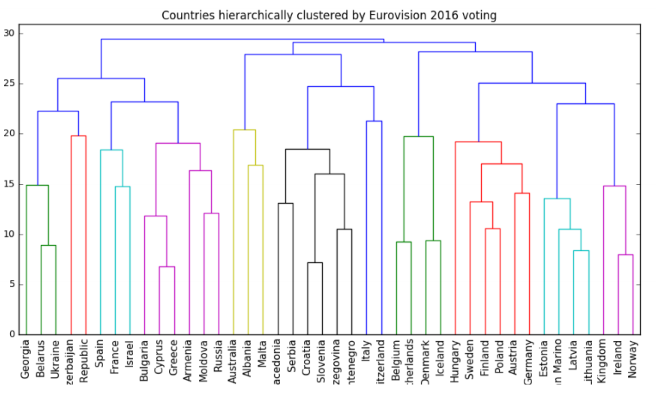 Countries hierarchically clustered by Eurovision 2016 voting
30
25
20
15
10
5
0
Georgia
Belarus
Ukraine
zerbaijan
Republic
Spain
France
Israel
Bulgaria
Cyprus
Greece
Armenia
Moldova
Russia
Australia
Albania
Malta
acedonia
Serbia
Croatia
Slovenia
zegovina
ntenegro
Italy
itzerland
Belgium
therlands
Denmark
Iceland
Hungary
Sweden
Finland
Poland
Austria
Germany
Estonia
n Marino
Latvia
ithuania
Kingdom
Ireland
Norway